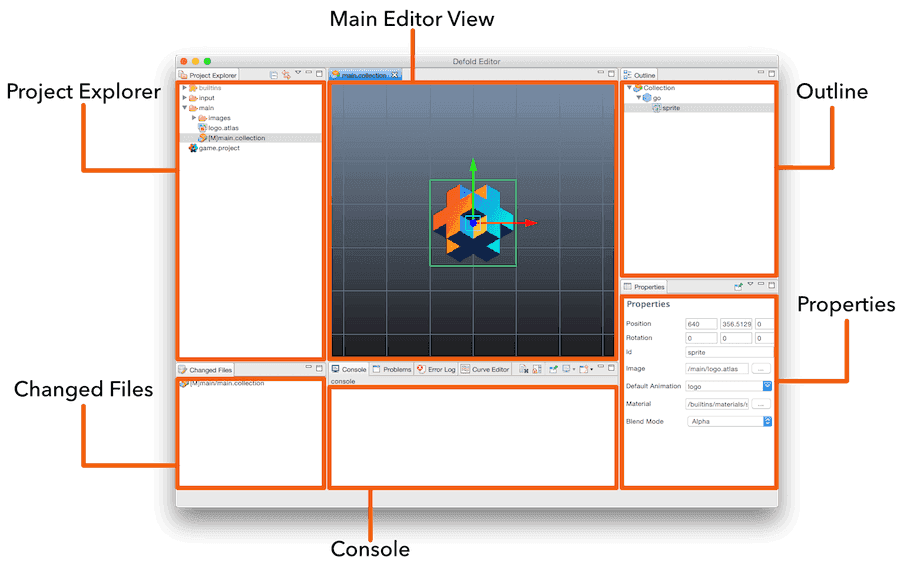 Main Editor View
Defold Editor
Project Explorer
Project Explorer
builtins
input
main
images
logo.atlas
[M]main.collection
game.project
main.collection
Outline
Outline
Collection
go
sprite
Properties
Properties
Properties
Position 640 356.5129 0
Rotation 0 0 0
Id sprite
Image /main/logo.atlas ...
Default Animation logo
Material /builtins/materials/s ...
Blend Mode Alpha
Changed Files
Changed Files
[M]main/main.collection
Console Problems Error Log Curve Editor
console
Console